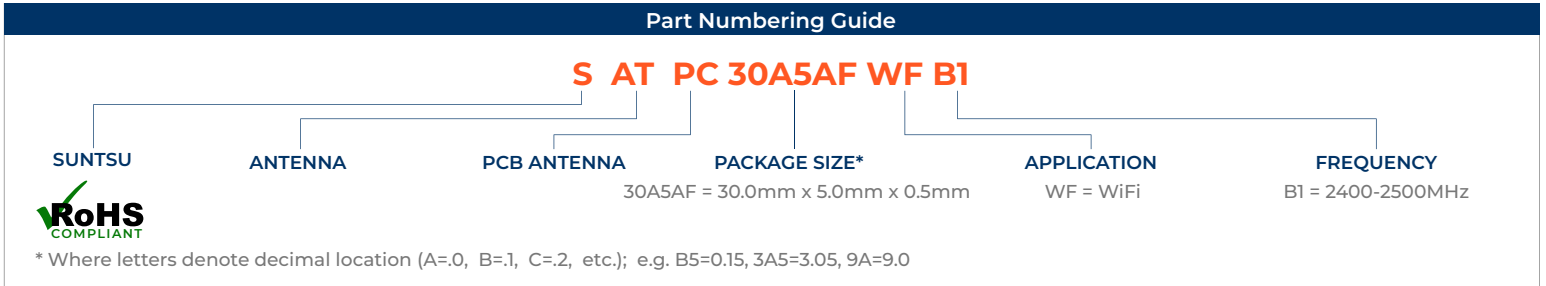 Part Numbering Guide
S AT PC 30A5AF WF B1
SUNTSU
ANTENNA
PCB ANTENNA
PACKAGE SIZE*
APPLICATION
FREQUENCY
30A5AF = 30.0mm x 5.0mm x 0.5mm
WF = WiFi
B1 = 2400-2500MHz
RoHS
COMPLIANT
* Where letters denote decimal location (A=.0, B=.1, C=.2, etc.); e.g. B5=0.15, 3A5=3.05, 9A=9.0